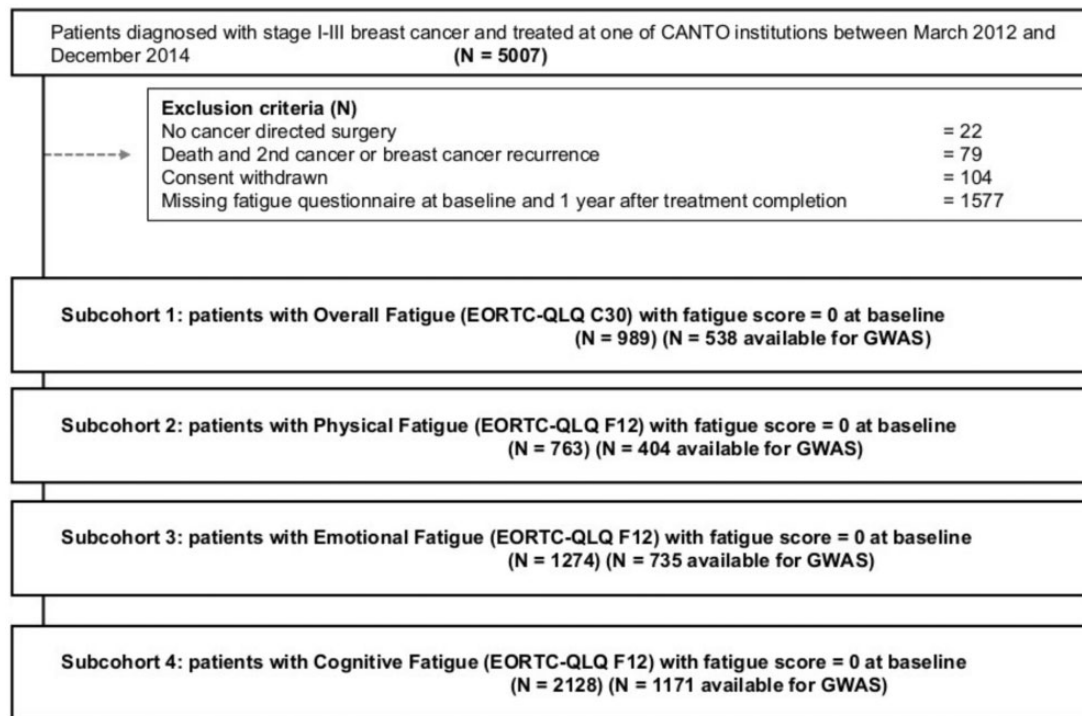 Patients diagnosed with stage I-III breast cancer and treated at one of CANTO institutions between March 2012 and
December 2014 (N = 5007)
Exclusion criteria (N)
No cancer directed surgery = 22
Death and 2nd cancer or breast cancer recurrence = 79
Consent withdrawn = 104
Missing fatigue questionnaire at baseline and 1 year after treatment completion = 1577
Subcohort 1: patients with Overall Fatigue (EORTC-QLQ C30) with fatigue score = 0 at baseline
(N = 989) (N = 538 available for GWAS)
Subcohort 2: patients with Physical Fatigue (EORTC-QLQ F12) with fatigue score = 0 at baseline
(N = 763) (N = 404 available for GWAS)
Subcohort 3: patients with Emotional Fatigue (EORTC-QLQ F12) with fatigue score = 0 at baseline
(N = 1274) (N = 735 available for GWAS)
Subcohort 4: patients with Cognitive Fatigue (EORTC-QLQ F12) with fatigue score = 0 at baseline
(N = 2128) (N = 1171 available for GWAS)